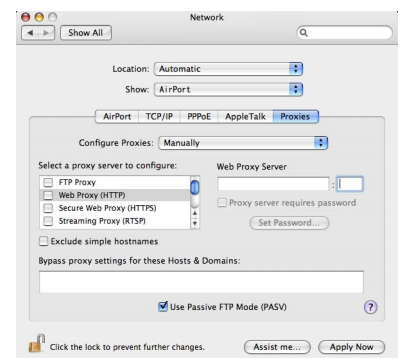 Network
Show All
Location: Automatic
Show: AirPort
AirPort TCP/IP PPPoE AppleTalk Proxies
Configure Proxies: Manually
Select a proxy server to configure: Web Proxy Server
FTP Proxy
Web Proxy (HTTP) :
Secure Web Proxy (HTTPS) Proxy server requires password
Streaming Proxy (RTSP) Set Password...
Exclude simple hostnames
Bypass proxy settings for these Hosts & Domains:
Use Passive FTP Mode (PASV) ?
Click the lock to prevent further changes. Assist me... Apply Now